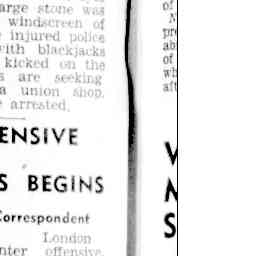 arge stone was
windscreen of
injured police
with blackjacks
kicked on the
s are seeking
a union shop.
e arrested.
ENSIVE
S BEGINS
Correspondent
London
nter offensive,
of
N
pre
ab
of
wh
aft
V
M
S